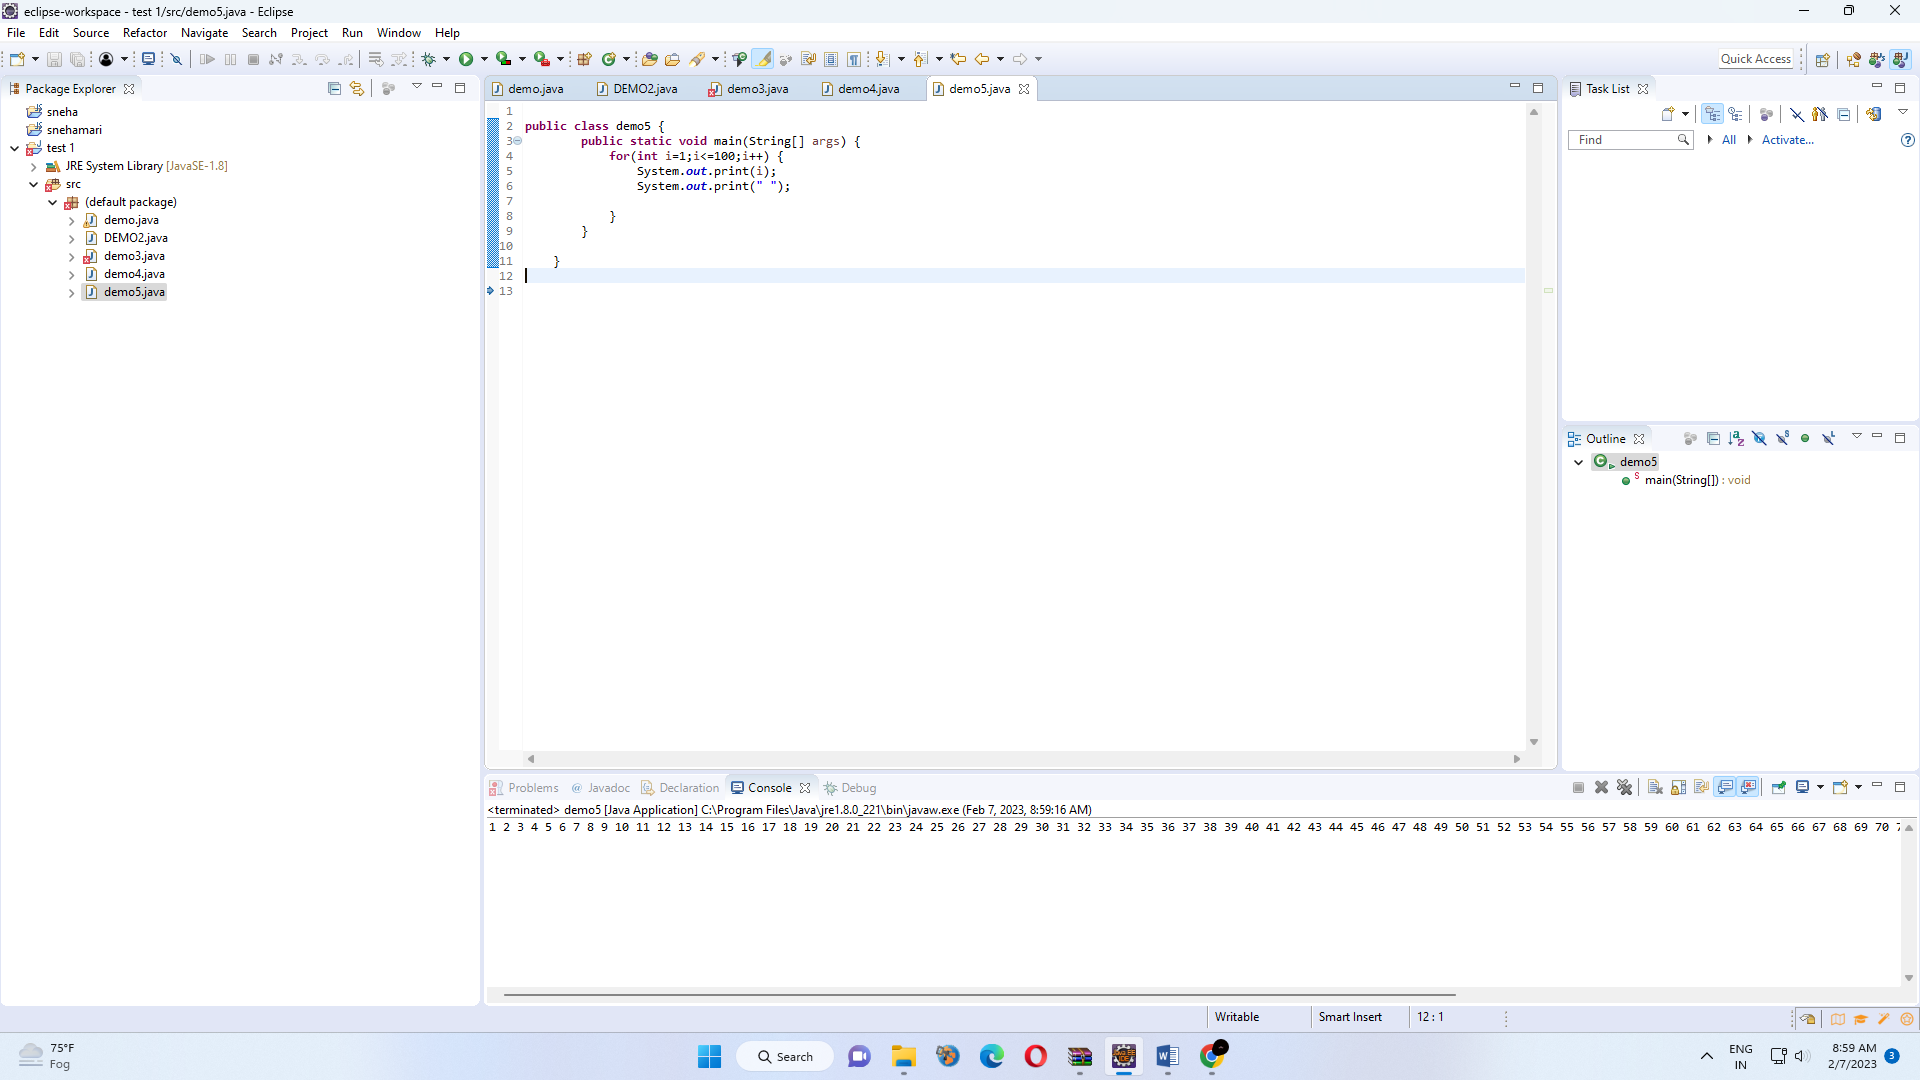 eclipse-workspace - test 1/src/demo5.java - Eclipse
File Edit Source Refactor Navigate Search Project Run Window Help
Quick Access
Package Explorer
sneha
snehamari
test 1
JRE System Library [JavaSE-1.8]
src
(default package)
demo.java
DEMO2.java
demo3.java
demo4.java
demo5.java
demo.java DEMO2.java demo3.java demo4.java demo5.java
1
2 public class demo5 {
3 public static void main(String[] args) {
4 for(int i=1;i<=100;i++) {
5 System.out.print(i);
6 System.out.print(" ");
7
8 }
9 }
10
11 }
12
13
Task List
Find All Activate...
Outline
demo5
main(String[]) : void
Problems Javadoc Declaration Console Debug
<terminated> demo5 [Java Application] C:\Program Files\Java\jre1.8.0_221\bin\javaw.exe (Feb 7, 2023, 8:59:16 AM)
1 2 3 4 5 6 7 8 9 10 11 12 13 14 15 16 17 18 19 20 21 22 23 24 25 26 27 28 29 30 31 32 33 34 35 36 37 38 39 40 41 42 43 44 45 46 47 48 49 50 51 52 53 54 55 56 57 58 59 60 61 62 63 64 65 66 67 68 69 70
Writable Smart Insert 12 : 1
75°F
Fog
Search
ENG
IN
8:59 AM
2/7/2023
3